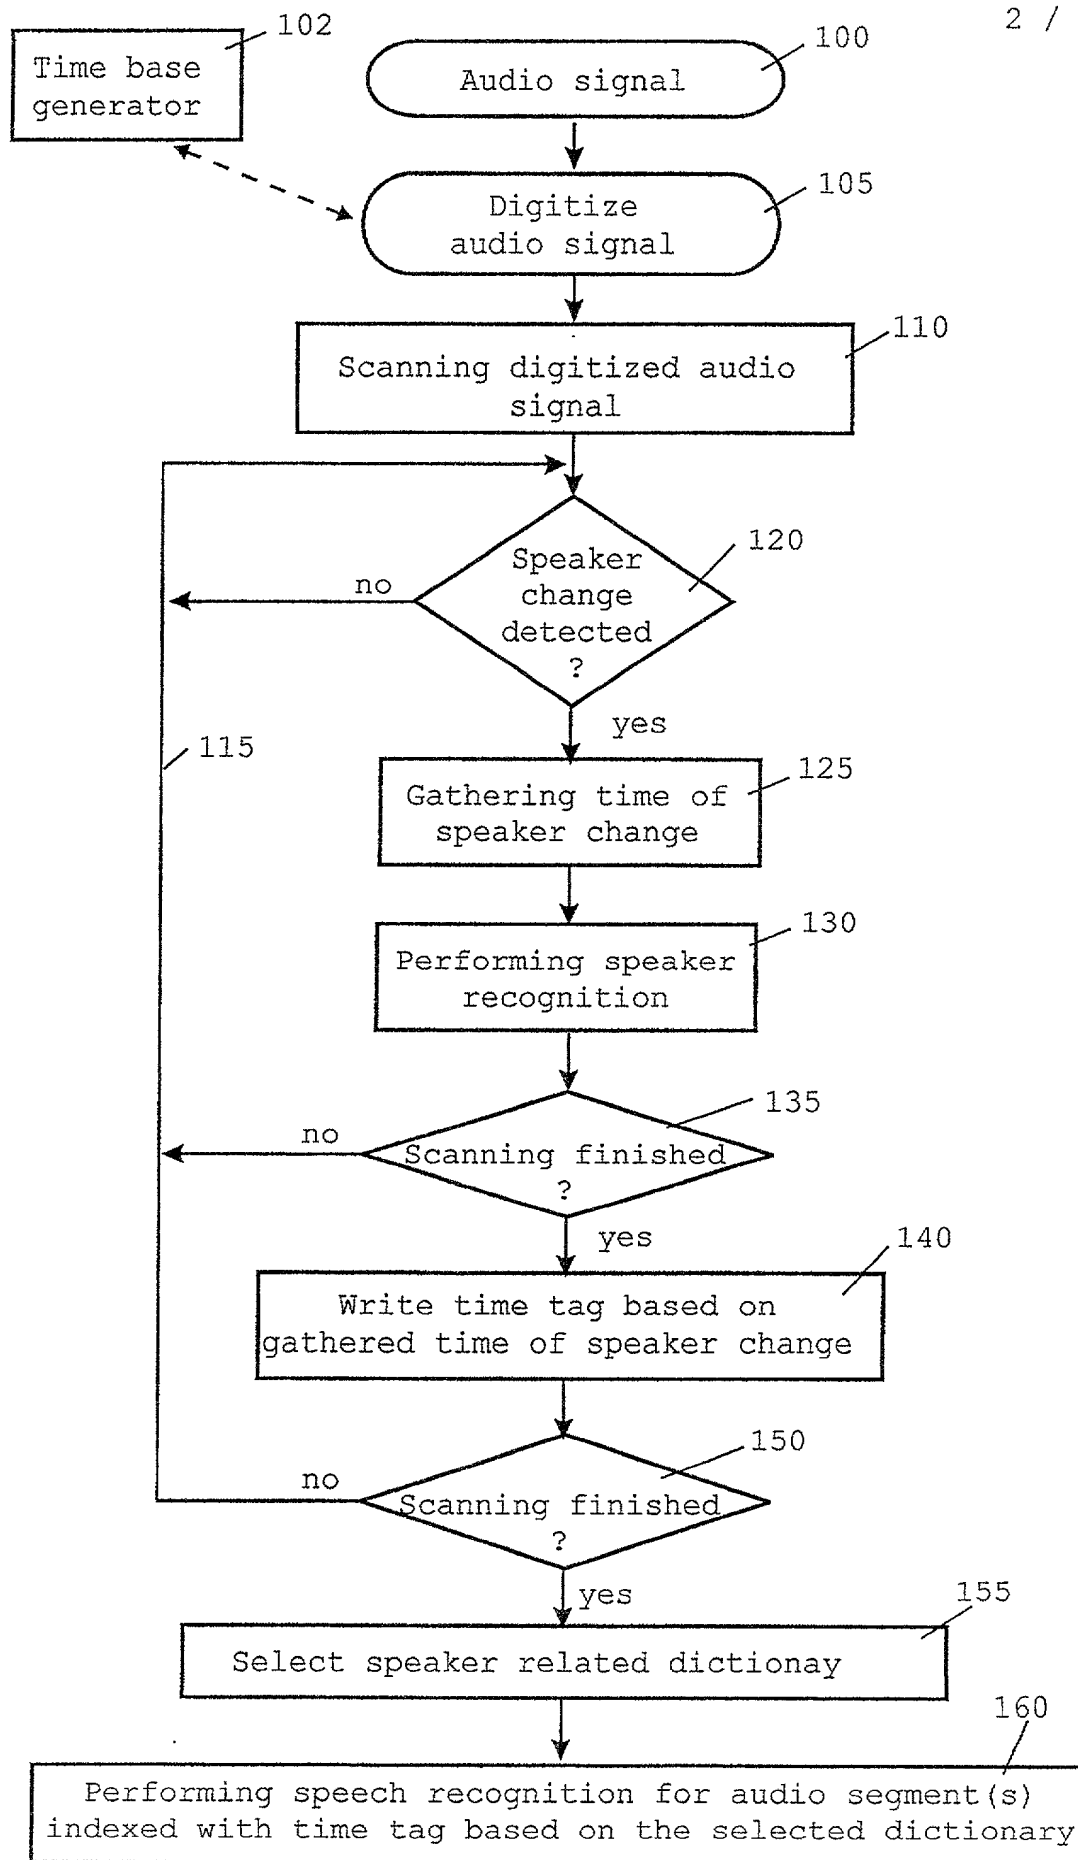 2 /
102
Time base
generator
100
Audio signal
105
Digitize
audio signal
110
Scanning digitized audio
signal
120
Speaker
change
detected
?
no
yes
115
125
Gathering time of
speaker change
130
Performing speaker
recognition
135
no
Scanning finished
?
yes
140
Write time tag based on
gathered time of speaker change
150
no
Scanning finished
?
yes
155
Select speaker related dictionay
160
Performing speech recognition for audio segment(s)
indexed with time tag based on the selected dictionary